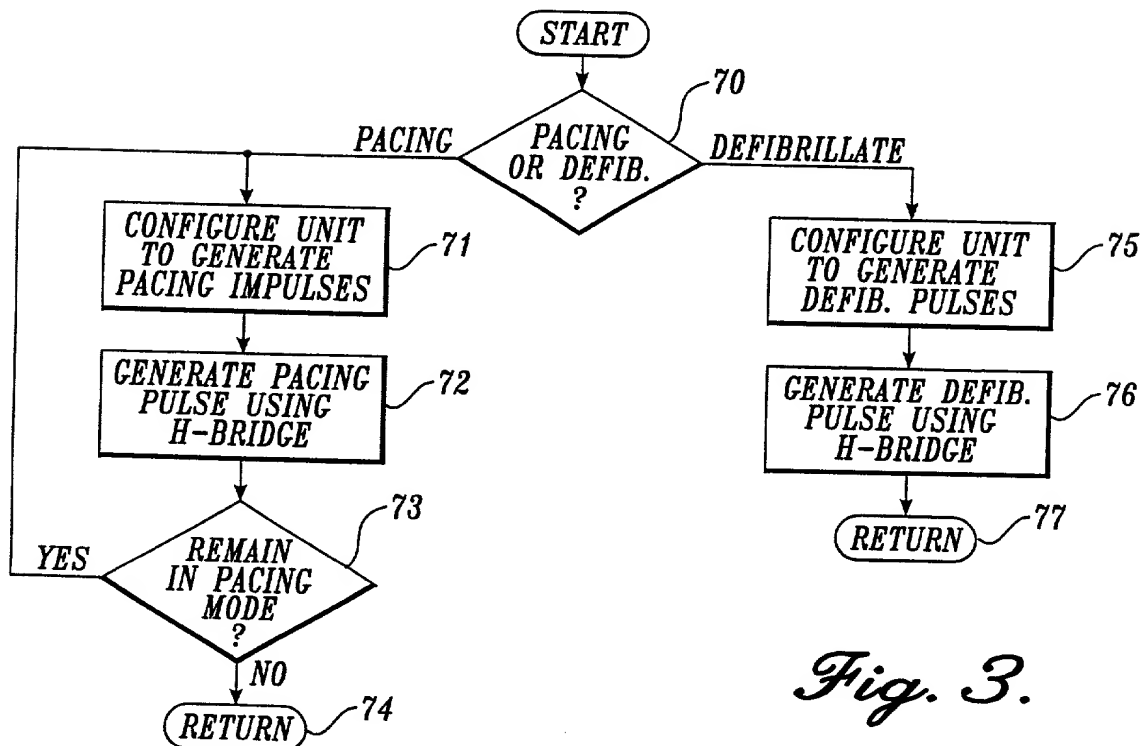 START
70
PACING
OR DEFIB.
?
PACING
DEFIBRILLATE
CONFIGURE UNIT
TO GENERATE
PACING IMPULSES
71
GENERATE PACING
PULSE USING
H-BRIDGE
72
REMAIN
IN PACING
MODE
?
73
YES
NO
RETURN
74
CONFIGURE UNIT
TO GENERATE
DEFIB. PULSES
75
GENERATE DEFIB.
PULSE USING
H-BRIDGE
76
RETURN
77
Fig. 3.